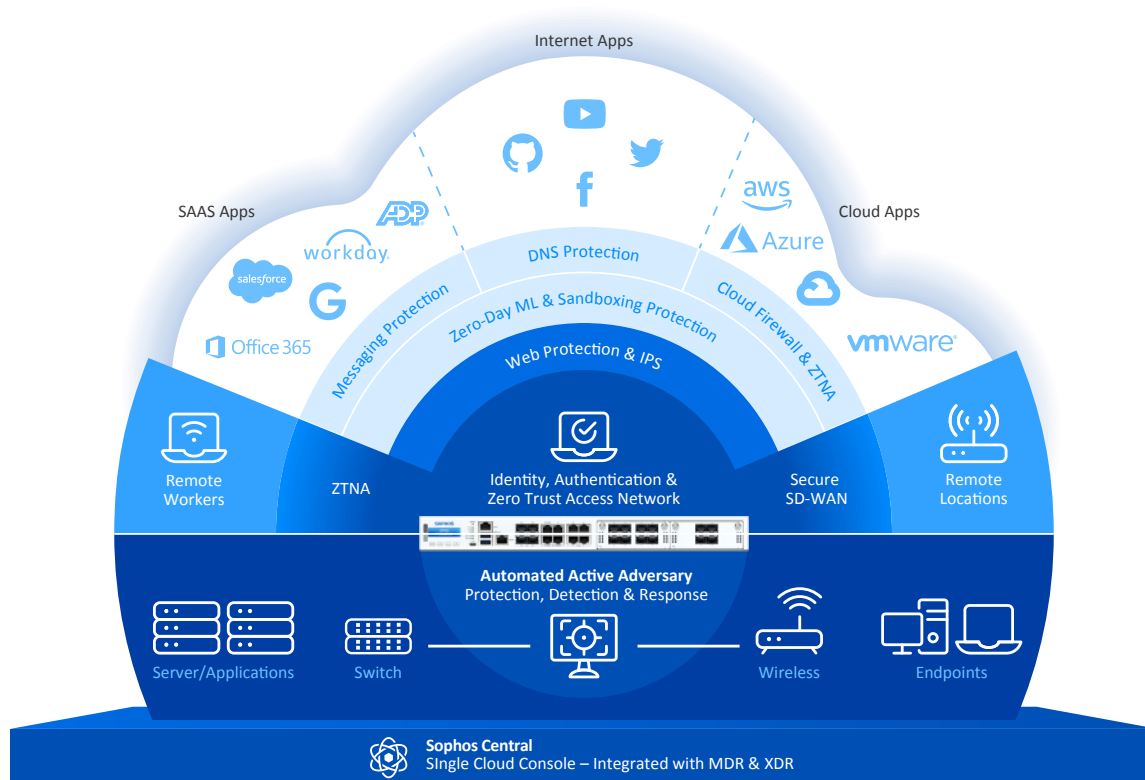 Internet Apps
SAAS Apps
Cloud Apps
ADP
workday.
salesforce
G
Office 365
f
aws
Azure
vmware®
DNS Protection
Messaging Protection
Zero-Day ML & Sandboxing Protection
Cloud Firewall & ZTNA
Web Protection & IPS
Remote
Workers
ZTNA
Identity, Authentication &
Zero Trust Access Network
Secure
SD-WAN
Remote
Locations
SOPHOS
Automated Active Adversary
Protection, Detection & Response
Server/Applications
Switch
Wireless
Endpoints
Sophos Central
SIngle Cloud Console – Integrated with MDR & XDR